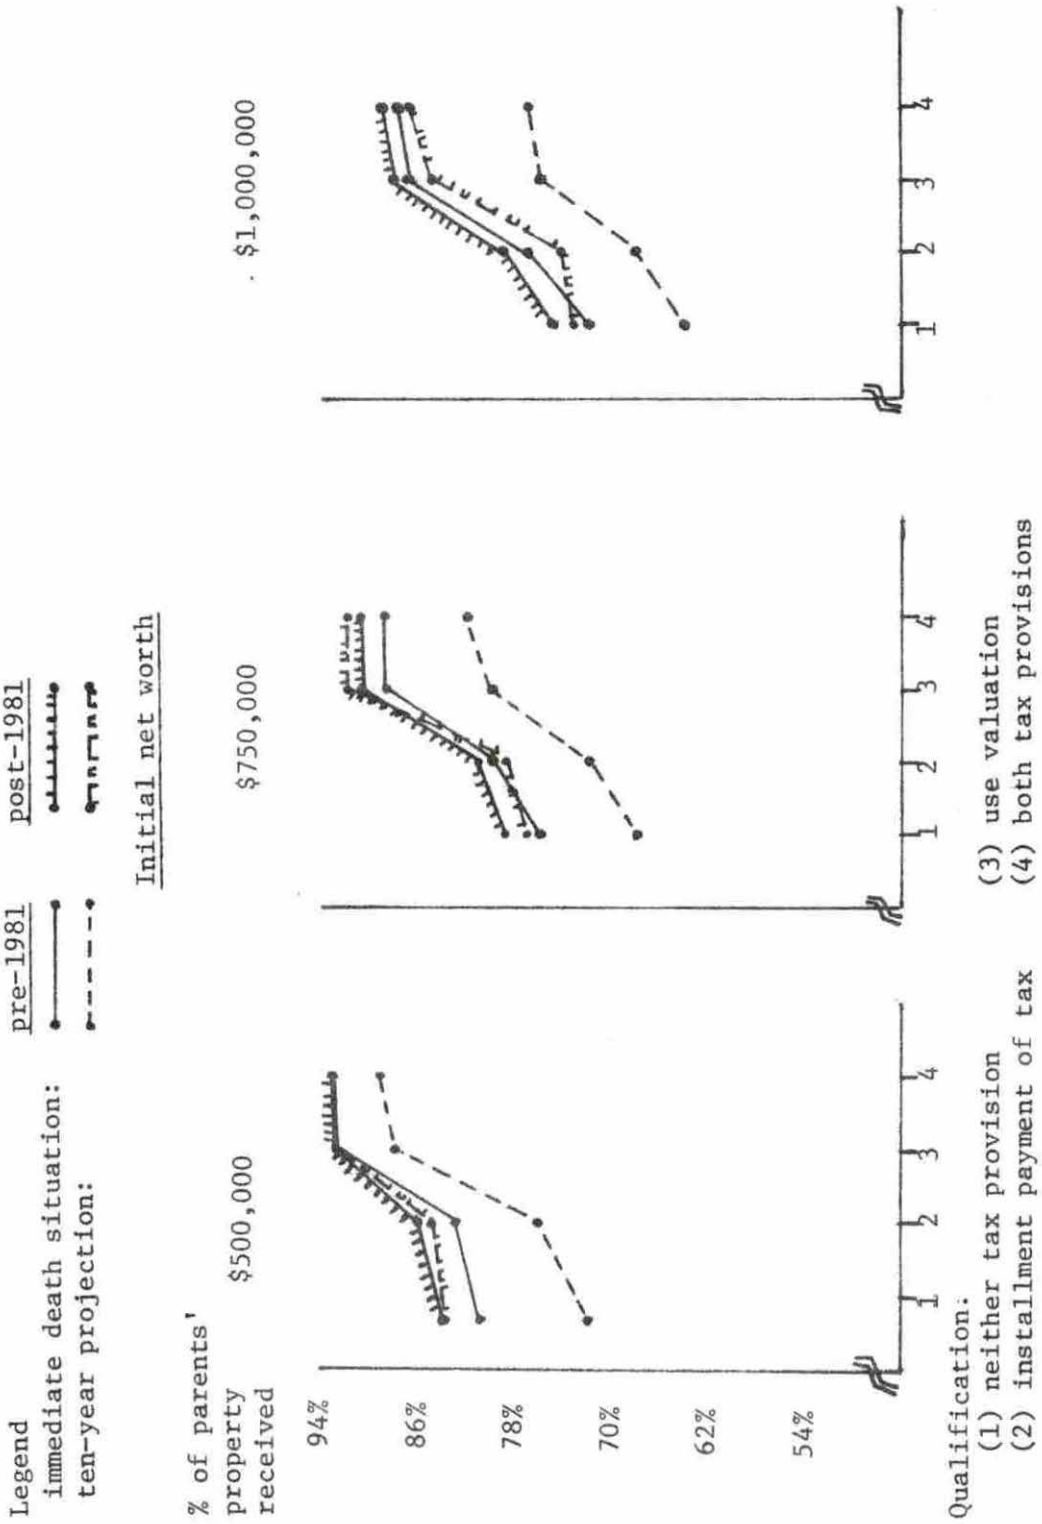 Legend pre-1981 post-1981
immediate death situation:
ten-year projection:
Initial net worth
% of parents'
property
received
$500,000 $750,000 $1,000,000
94%
86%
78%
70%
62%
54%
1 2 3 4 1 2 3 4 1 2 3 4
Qualification:
(1) neither tax provision
(2) installment payment of tax
(3) use valuation
(4) both tax provisions